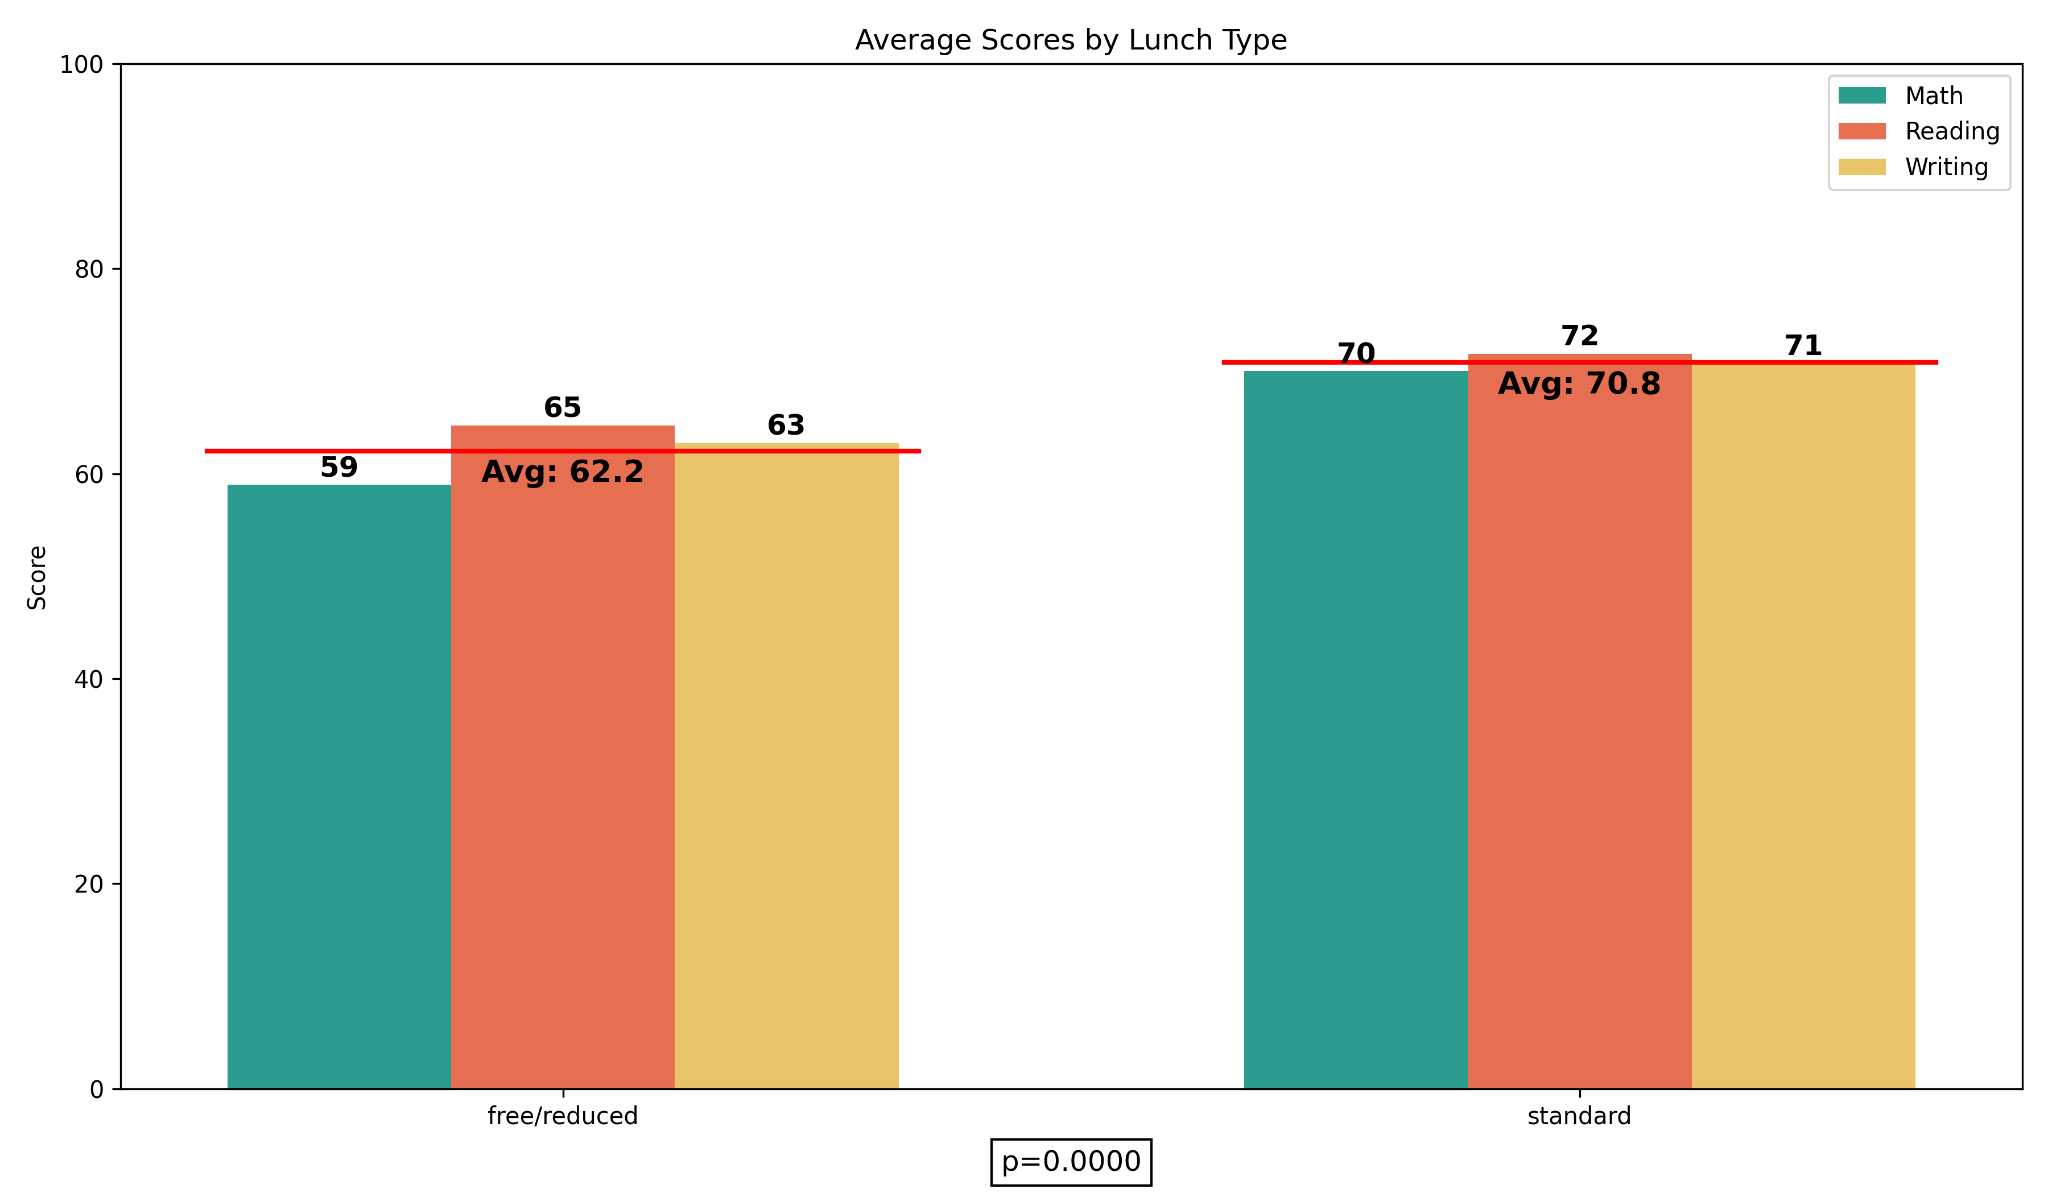 Average Scores by Lunch Type
100
80
60
40
20
0
Score
Math
Reading
Writing
59
65
63
Avg: 62.2
70
72
71
Avg: 70.8
free/reduced
standard
p=0.0000